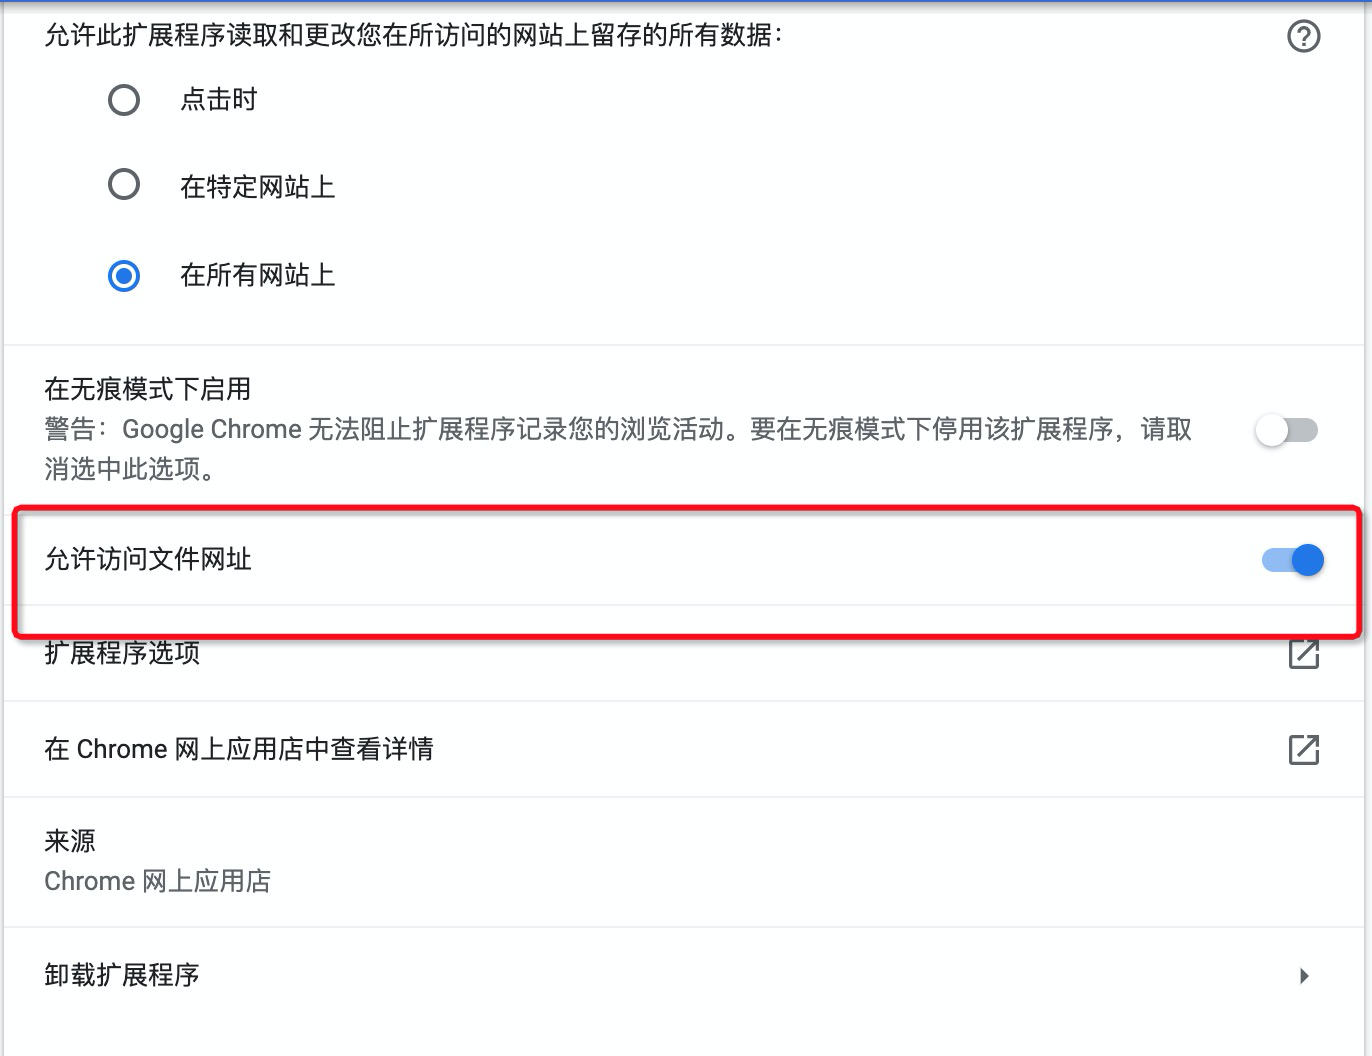 允许此扩展程序读取和更改您在所访问的网站上留存的所有数据：
点击时
在特定网站上
在所有网站上
在无痕模式下启用
警告：Google Chrome 无法阻止扩展程序记录您的浏览活动。要在无痕模式下停用该扩展程序，请取
消选中此选项。
允许访问文件网址
扩展程序选项
在 Chrome 网上应用店中查看详情
来源
Chrome 网上应用店
卸载扩展程序